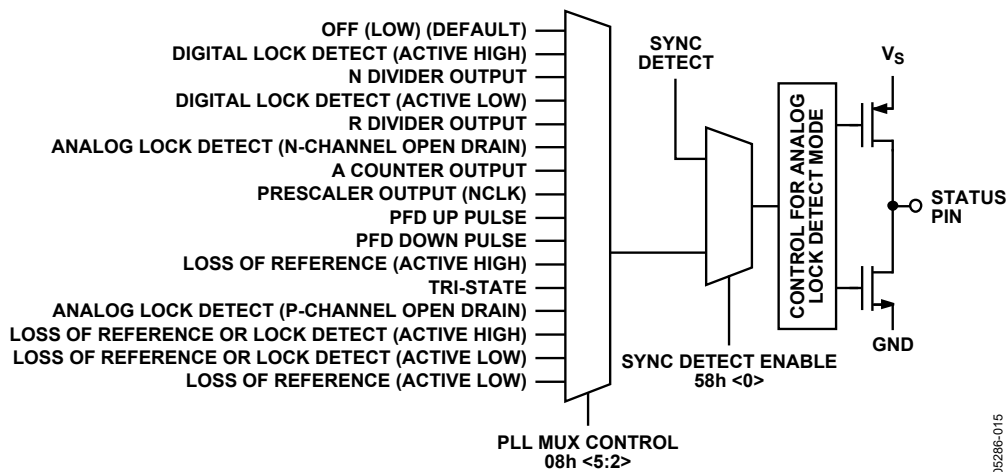 OFF (LOW) (DEFAULT)
DIGITAL LOCK DETECT (ACTIVE HIGH)
N DIVIDER OUTPUT
DIGITAL LOCK DETECT (ACTIVE LOW)
R DIVIDER OUTPUT
ANALOG LOCK DETECT (N-CHANNEL OPEN DRAIN)
A COUNTER OUTPUT
PRESCALER OUTPUT (NCLK)
PFD UP PULSE
PFD DOWN PULSE
LOSS OF REFERENCE (ACTIVE HIGH)
TRI-STATE
ANALOG LOCK DETECT (P-CHANNEL OPEN DRAIN)
LOSS OF REFERENCE OR LOCK DETECT (ACTIVE HIGH)
LOSS OF REFERENCE OR LOCK DETECT (ACTIVE LOW)
LOSS OF REFERENCE (ACTIVE LOW)
PLL MUX CONTROL
08h <5:2>
SYNC
DETECT
SYNC DETECT ENABLE
58h <0>
CONTROL FOR ANALOG
LOCK DETECT MODE
VS
STATUS
PIN
GND
05286-015